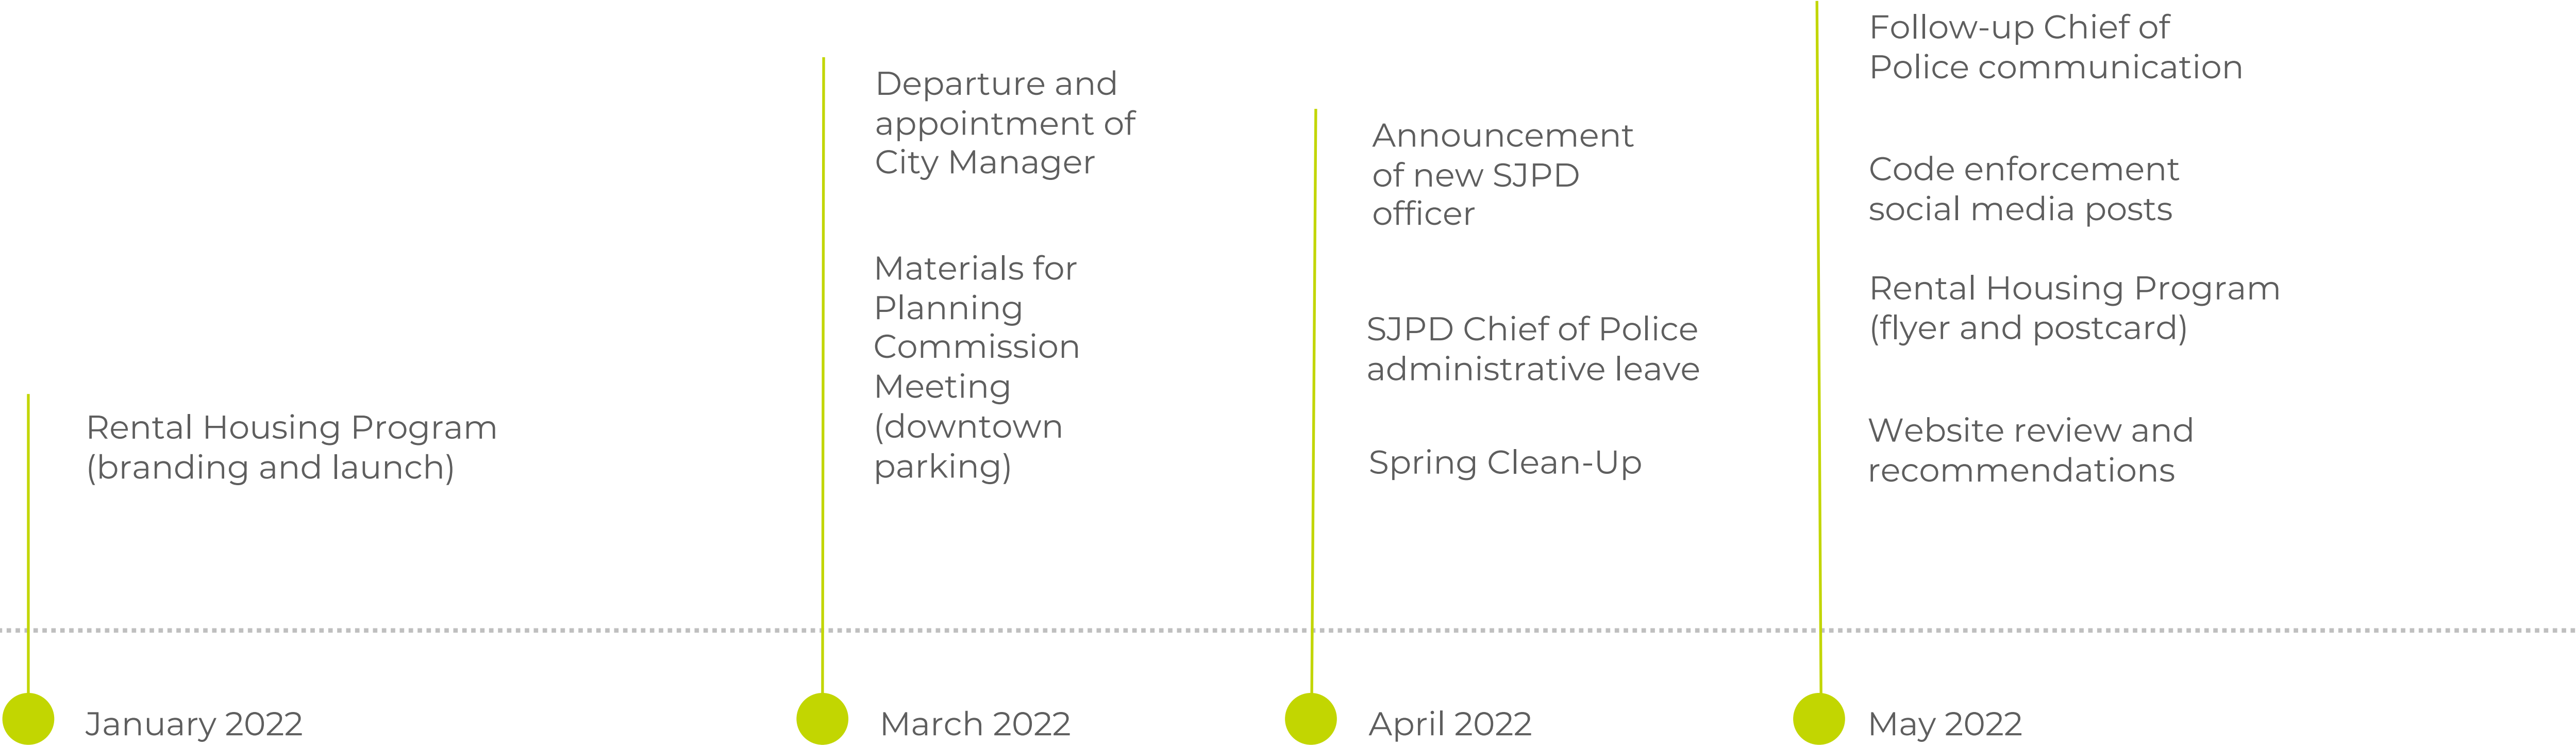 Rental Housing Program
(branding and launch)
January 2022
Departure and
appointment of
City Manager
Materials for
Planning
Commission
Meeting
(downtown
parking)
March 2022
Announcement
of new SJPD
officer
SJPD Chief of Police
administrative leave
Spring Clean-Up
April 2022
Follow-up Chief of
Police communication
Code enforcement
social media posts
Rental Housing Program
(flyer and postcard)
Website review and
recommendations
May 2022